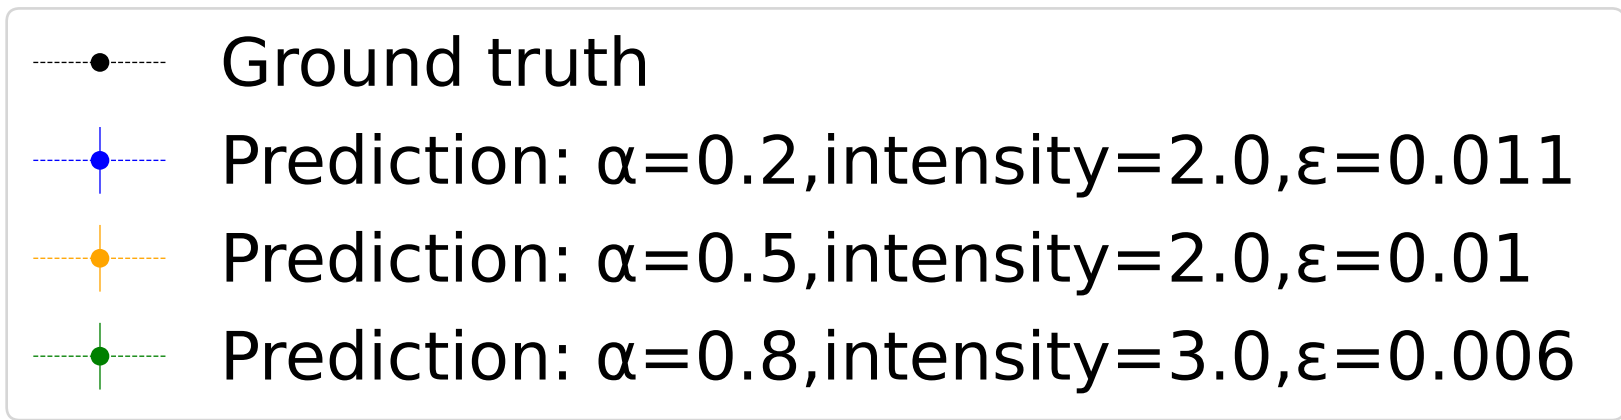 Ground truth
Prediction: α=0.2,intensity=2.0,ε=0.011
Prediction: α=0.5,intensity=2.0,ε=0.01
Prediction: α=0.8,intensity=3.0,ε=0.006